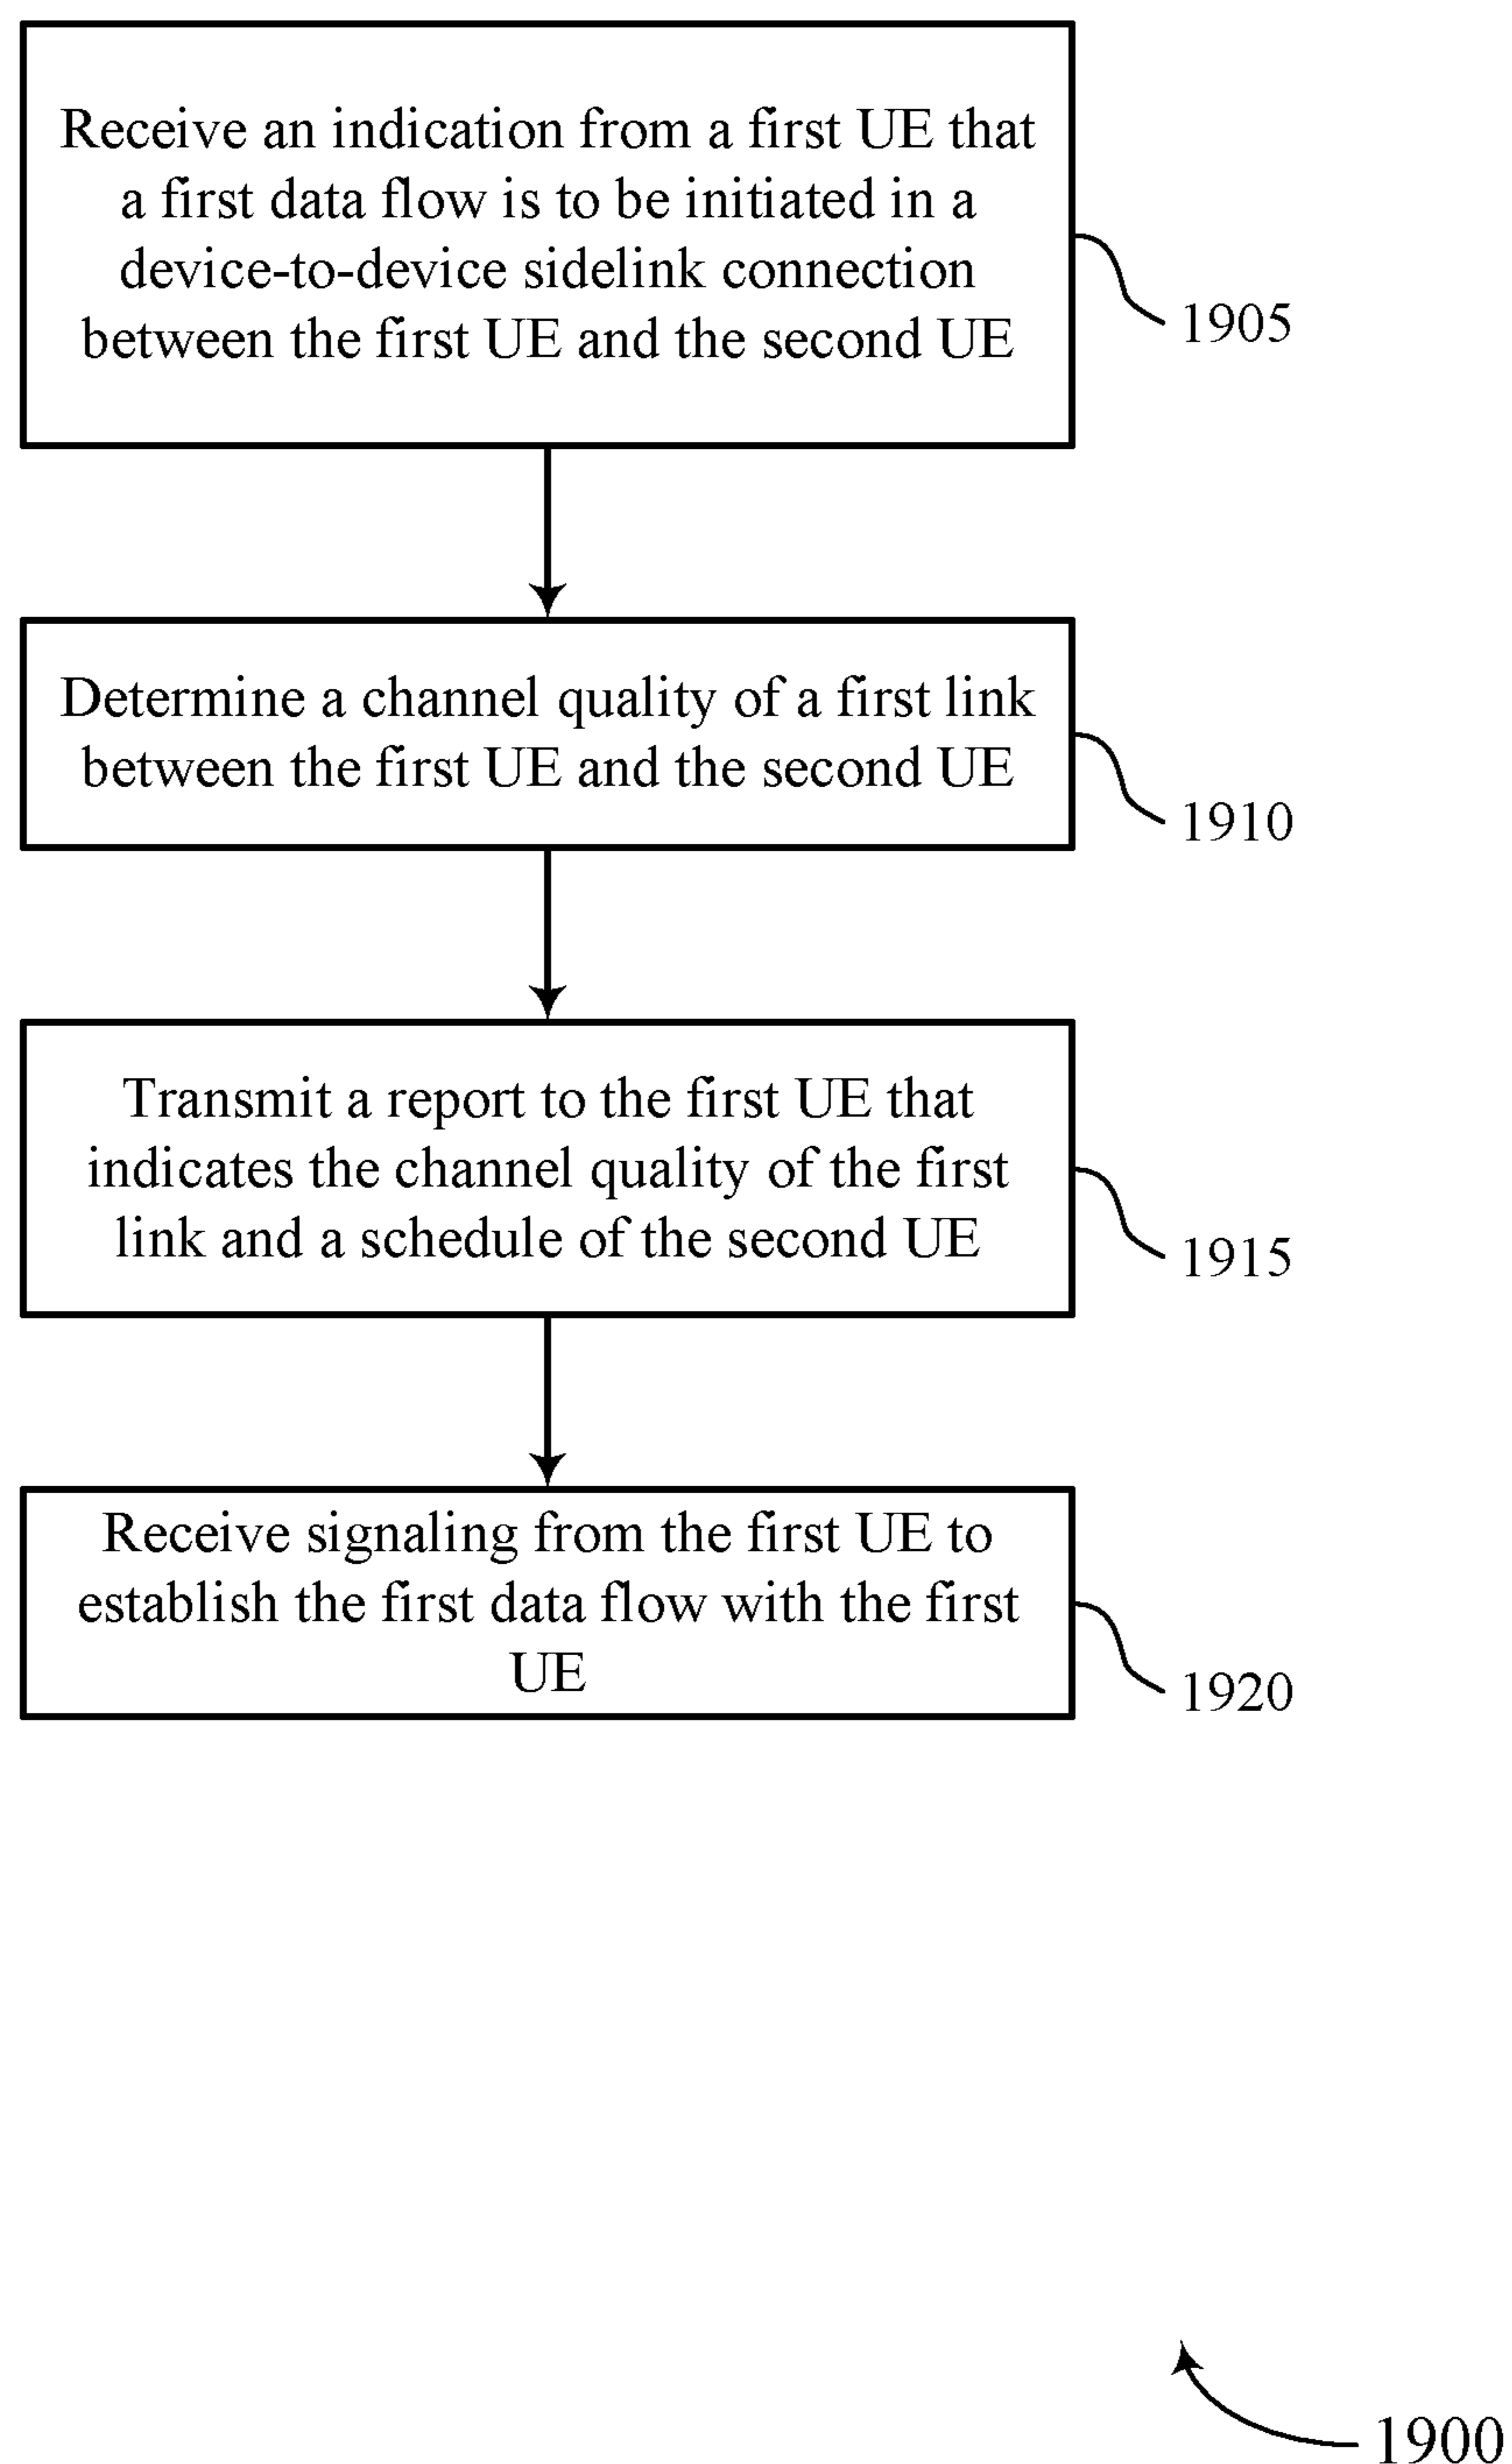 Receive an indication from a first UE that
a first data flow is to be initiated in a
device-to-device sidelink connection
between the first UE and the second UE
1905
Determine a channel quality of a first link
between the first UE and the second UE
1910
Transmit a report to the first UE that
indicates the channel quality of the first
link and a schedule of the second UE
1915
Receive signaling from the first UE to
establish the first data flow with the first
UE
1920
1900